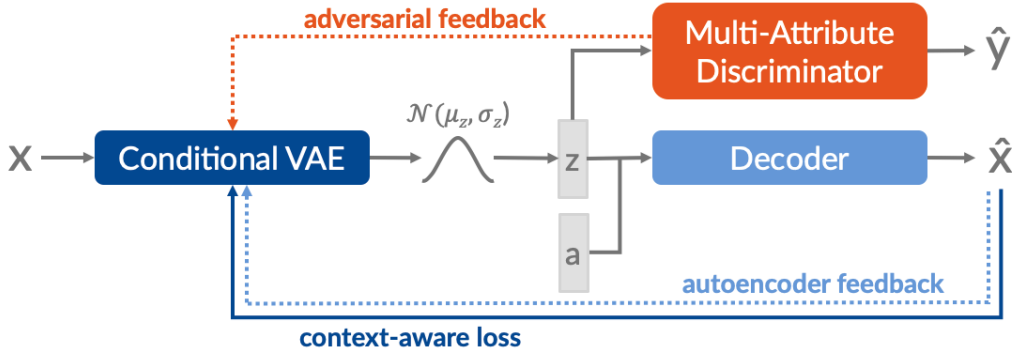 adversarial feedback
Multi-Attribute
Discriminator
ŷ
𝒩(μ_z, σ_z)
x
Conditional VAE
z
Decoder
x̂
a
autoencoder feedback
context-aware loss